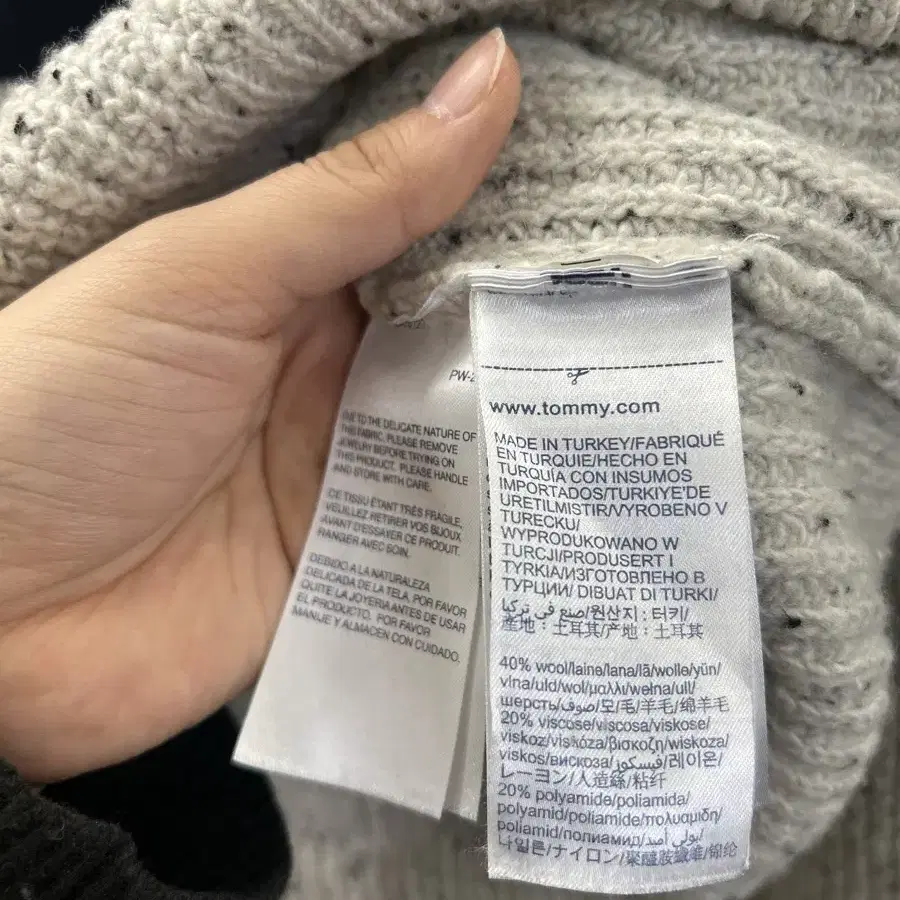 PW-2
DUE TO THE DELICATE NATURE OF
THIS FABRIC, PLEASE REMOVE
JEWELRY BEFORE TRYING ON
THIS PRODUCT. PLEASE HANDLE
AND STORE WITH CARE.
CE TISSU ÉTANT TRÉS FRAGILE,
VEUILLEZ RETIRER VOS BIJOUX
AVANT D'ESSAYER CE PRODUIT.
RANGER AVEC SOIN.
DEBIDO A LA NATURALEZA
DELICADA DE LA TELA, POR FAVOR
QUITE LA JOYERIA ANTES DE USAR
EL PRODUCTO. POR FAVOR
MANIJE Y ALMACEN CON CUIDADO.
www.tommy.com
MADE IN TURKEY/FABRIQUÉ
EN TURQUIE/HECHO EN
TURQUÍA CON INSUMOS
IMPORTADOS/TURKIYE'DE
URETILMISTIR/VYROBENO V
TURECKU/
WYPRODUKOWANO W
TURCJI/PRODUSERT I
TYRKIA/ИЗГОТОВЛЕНО В
ТУРЦИИ/ DIBUAT DI TURKI/
صنع في تركيا/원산지 : 터키/
産地：土耳其/产地：土耳其
40% wool/laine/lana/lã/wolle/yün/
vlna/uld/wol/μαλλι/wełna/ull/
шерсть/صوف/모/毛/羊毛/绵羊毛
20% viscose/viscosa/viskose/
viskoz/viskóza/βισκοζη/wiskoza/
viskos/вискоза/فيسكوز/레이온/
レーヨン/人造絲/粘纤
20% polyamide/poliamida/
polyamid/polyamide/πολυαμιδη/
poliamid/полиамид/بولي أميد/
나일론/ナイロン/聚醯胺纖維/锦纶